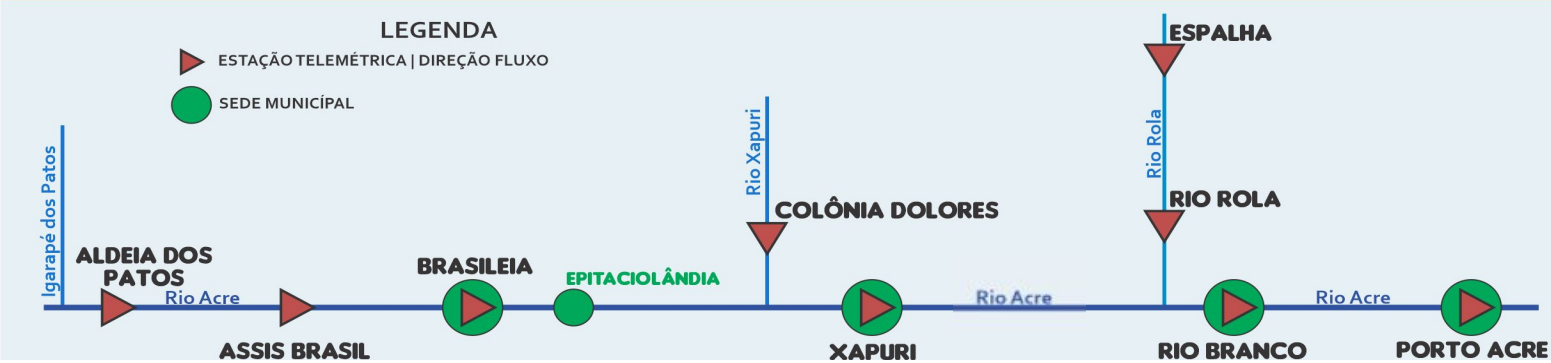 LEGENDA
ESTAÇÃO TELEMÉTRICA | DIREÇÃO FLUXO
SEDE MUNICÍPAL
ESPALHA
Igarapé dos Patos
Rio Xapuri
Rio Rola
RIO ROLA
COLÔNIA DOLORES
ALDEIA DOS
PATOS
BRASILEIA
EPITACIOLÂNDIA
Rio Acre
Rio Acre
Rio Acre
ASSIS BRASIL
XAPURI
RIO BRANCO
PORTO ACRE